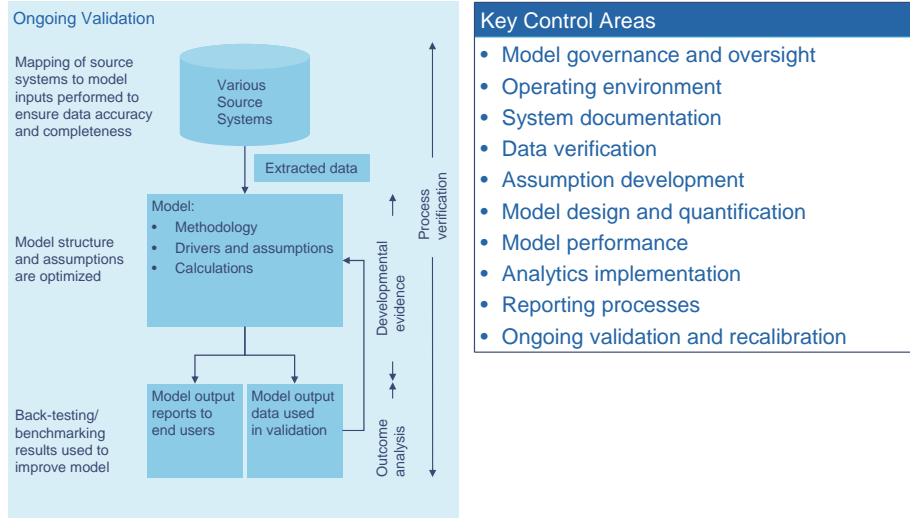 Ongoing Validation
Mapping of source
systems to model
inputs performed to
ensure data accuracy
and completeness
Various
Source
Systems
Extracted data
Model:
• Methodology
• Drivers and assumptions
• Calculations
Model structure
and assumptions
are optimized
Model output
reports to
end users
Model output
data used
in validation
Back-testing/
benchmarking
results used to
improve model
Developmental
evidence
Outcome
analysis
Process verification
Key Control Areas
• Model governance and oversight
• Operating environment
• System documentation
• Data verification
• Assumption development
• Model design and quantification
• Model performance
• Analytics implementation
• Reporting processes
• Ongoing validation and recalibration